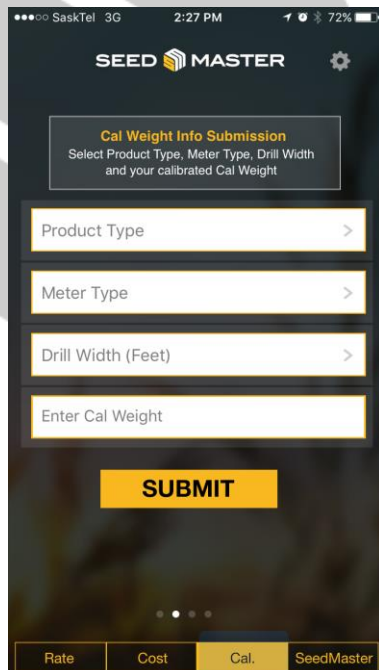 SaskTel 3G 2:27 PM 72%
SEED MASTER
Cal Weight Info Submission
Select Product Type, Meter Type, Drill Width
and your calibrated Cal Weight
Product Type
Meter Type
Drill Width (Feet)
Enter Cal Weight
SUBMIT
Rate Cost Cal. SeedMaster